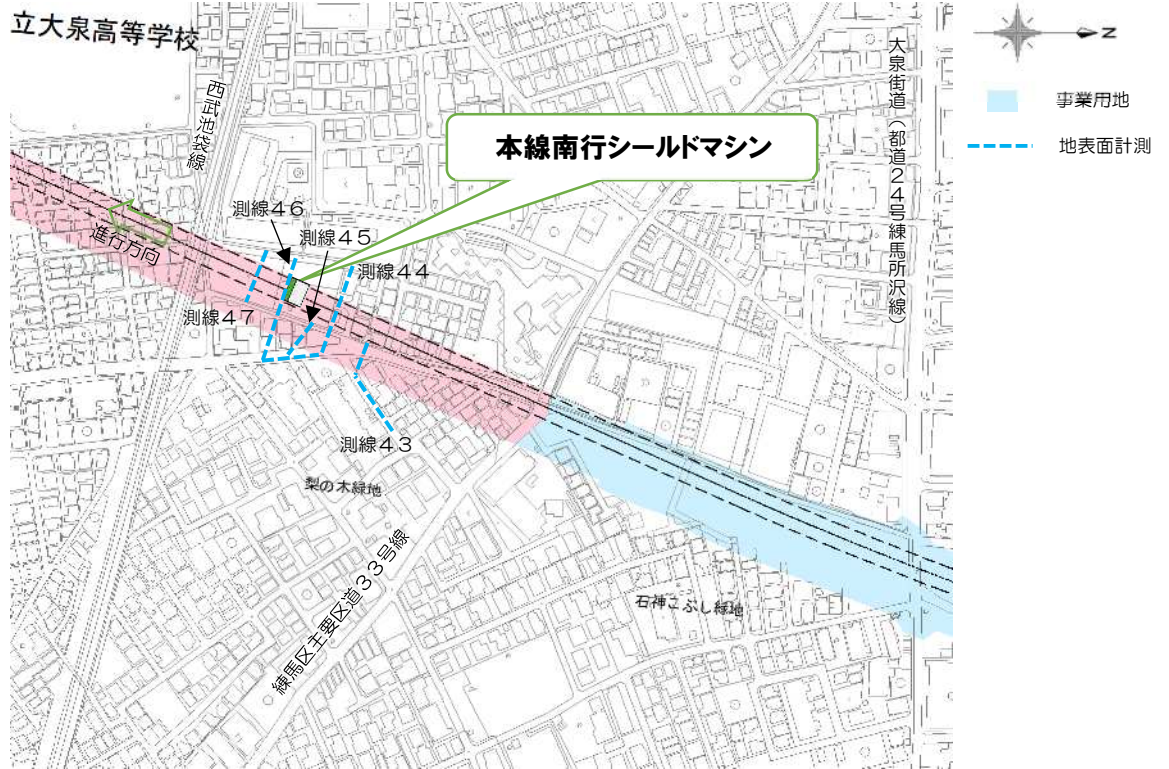 立大泉高等学校
N
事業用地
地表面計測
大泉街道（都道２４号練馬所沢線）
西武池袋線
本線南行シールドマシン
測線４６
測線４５
測線４４
進行方向
測線４７
測線４３
梨の木緑地
練馬区主要区道３３号線
石神こぶし緑地